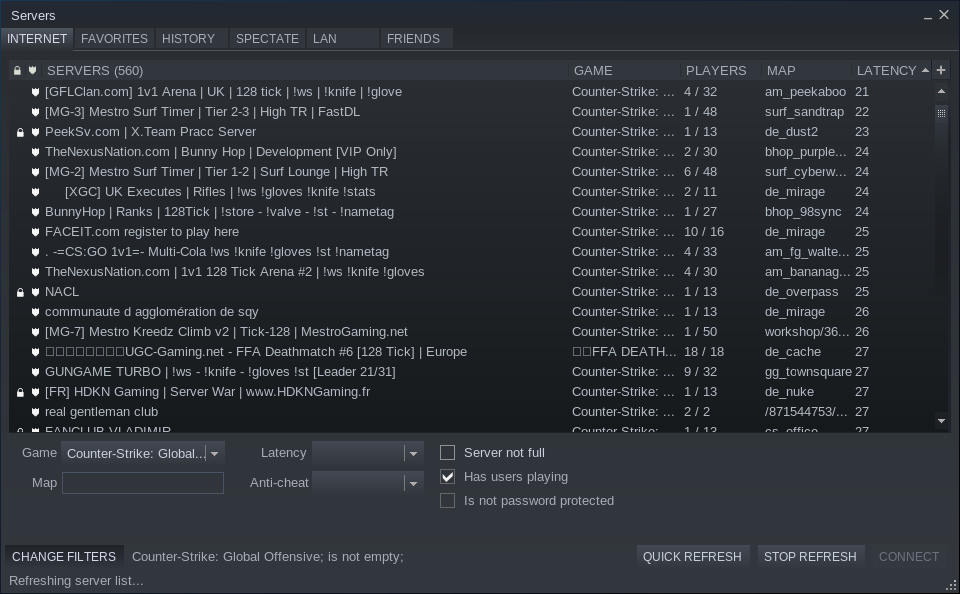 Servers
INTERNET FAVORITES HISTORY SPECTATE LAN FRIENDS
SERVERS (560) GAME PLAYERS MAP LATENCY
[GFLClan.com] 1v1 Arena | UK | 128 tick | !ws | !knife | !glove Counter-Strike: ... 4 / 32 am_peekaboo 21
[MG-3] Mestro Surf Timer | Tier 2-3 | High TR | FastDL Counter-Strike: ... 1 / 48 surf_sandtrap 22
PeekSv.com | X.Team Pracc Server Counter-Strike: ... 1 / 13 de_dust2 23
TheNexusNation.com | Bunny Hop | Development [VIP Only] Counter-Strike: ... 2 / 30 bhop_purple... 24
[MG-2] Mestro Surf Timer | Tier 1-2 | Surf Lounge | High TR Counter-Strike: ... 6 / 48 surf_cyberw... 24
[XGC] UK Executes | Rifles | !ws !gloves !knife !stats Counter-Strike: ... 2 / 11 de_mirage 24
BunnyHop | Ranks | 128Tick | !store - !valve - !st - !nametag Counter-Strike: ... 1 / 27 bhop_98sync 24
FACEIT.com register to play here Counter-Strike: ... 10 / 16 de_mirage 25
. -=CS:GO 1v1=- Multi-Cola !ws !knife !gloves !st !nametag Counter-Strike: ... 4 / 33 am_fg_walte... 25
TheNexusNation.com | 1v1 128 Tick Arena #2 | !ws !knife !gloves Counter-Strike: ... 4 / 30 am_bananag... 25
NACL Counter-Strike: ... 1 / 13 de_overpass 25
communaute d agglomération de sqy Counter-Strike: ... 1 / 13 de_mirage 26
[MG-7] Mestro Kreedz Climb v2 | Tick-128 | MestroGaming.net Counter-Strike: ... 1 / 50 workshop/36... 26
UGC-Gaming.net - FFA Deathmatch #6 [128 Tick] | Europe FFA DEATH... 18 / 18 de_cache 27
GUNGAME TURBO | !ws - !knife - !gloves !st [Leader 21/31] Counter-Strike: ... 9 / 32 gg_townsquare 27
[FR] HDKN Gaming | Server War | www.HDKNGaming.fr Counter-Strike: ... 1 / 13 de_nuke 27
real gentleman club Counter-Strike: ... 2 / 2 /871544753/... 27
FANCLUB VLADIMIR Counter-Strike: ... 1 / 13 cs_office 27
Game Counter-Strike: Global... Latency Server not full
Has users playing
Map Anti-cheat
Is not password protected
CHANGE FILTERS Counter-Strike: Global Offensive; is not empty; QUICK REFRESH STOP REFRESH CONNECT
Refreshing server list...